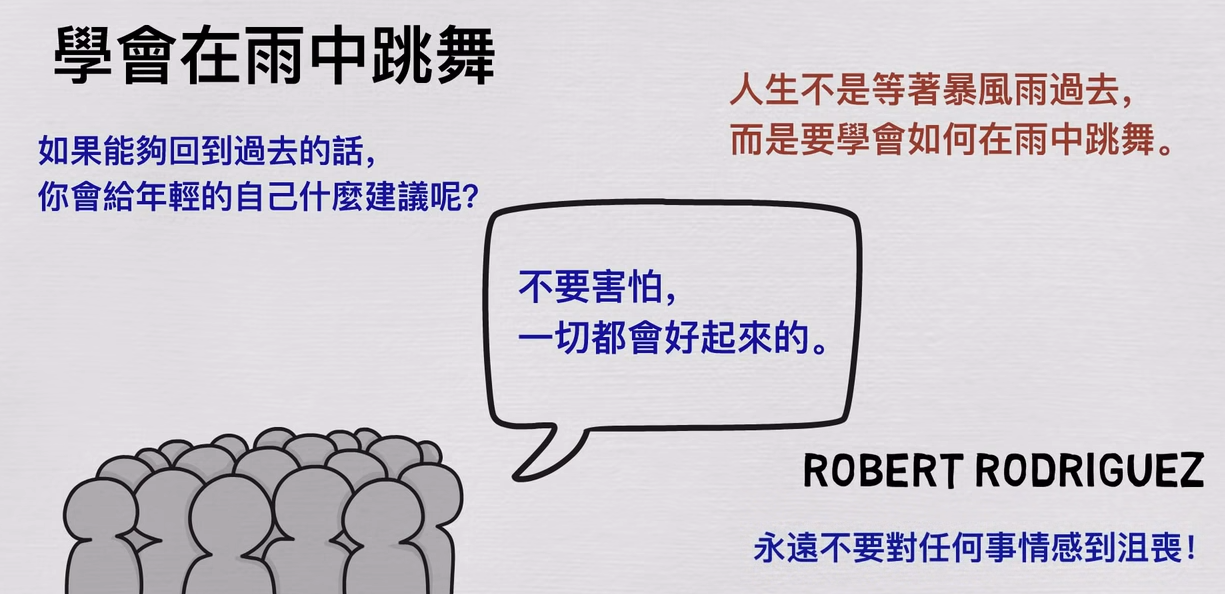 學會在雨中跳舞
人生不是等著暴風雨過去，
而是要學會如何在雨中跳舞。
如果能夠回到過去的話，
你會給年輕的自己什麼建議呢？
不要害怕，
一切都會好起來的。
ROBERT RODRIGUEZ
永遠不要對任何事情感到沮喪！